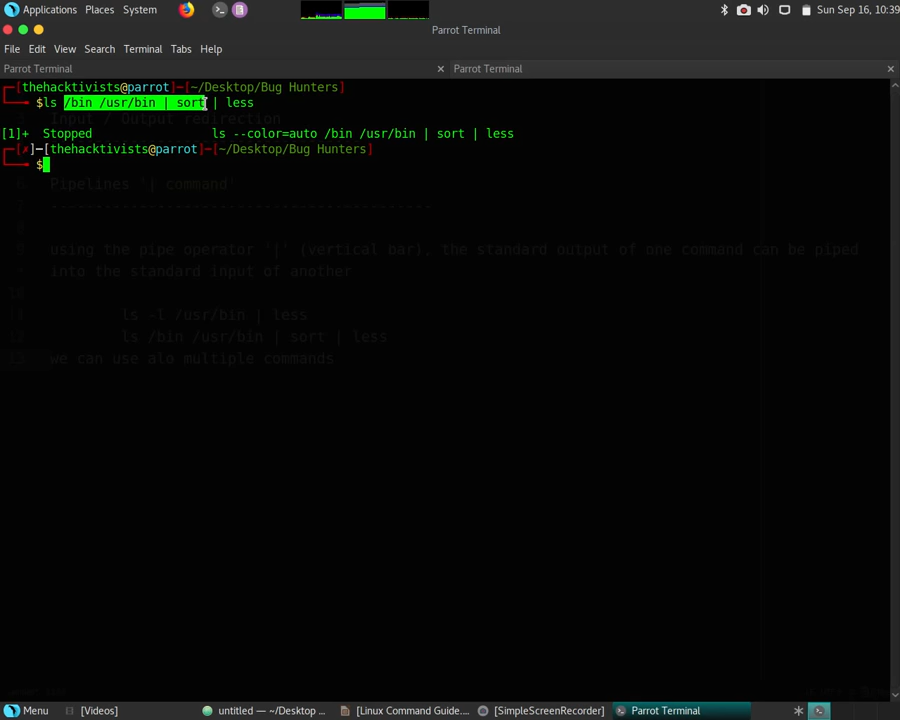 Applications Places System Sun Sep 16, 10:39
Parrot Terminal
File Edit View Search Terminal Tabs Help
Parrot Terminal Parrot Terminal
[thehacktivists@parrot]─[~/Desktop/Bug Hunters]
$ls /bin /usr/bin | sort | less
Input / Output redirection
[1]+ Stopped ls --color=auto /bin /usr/bin | sort | less
[✗]─[thehacktivists@parrot]─[~/Desktop/Bug Hunters]
$
Pipelines '| command'
using the pipe operator '|' (vertical bar), the standard output of one command can be piped
into the standard input of another
11 ls -l /usr/bin | less
12 ls /bin /usr/bin | sort | less
13 we can use alo multiple commands
Menu [Videos] untitled — ~/Desktop ... [Linux Command Guide.... [SimpleScreenRecorder] Parrot Terminal